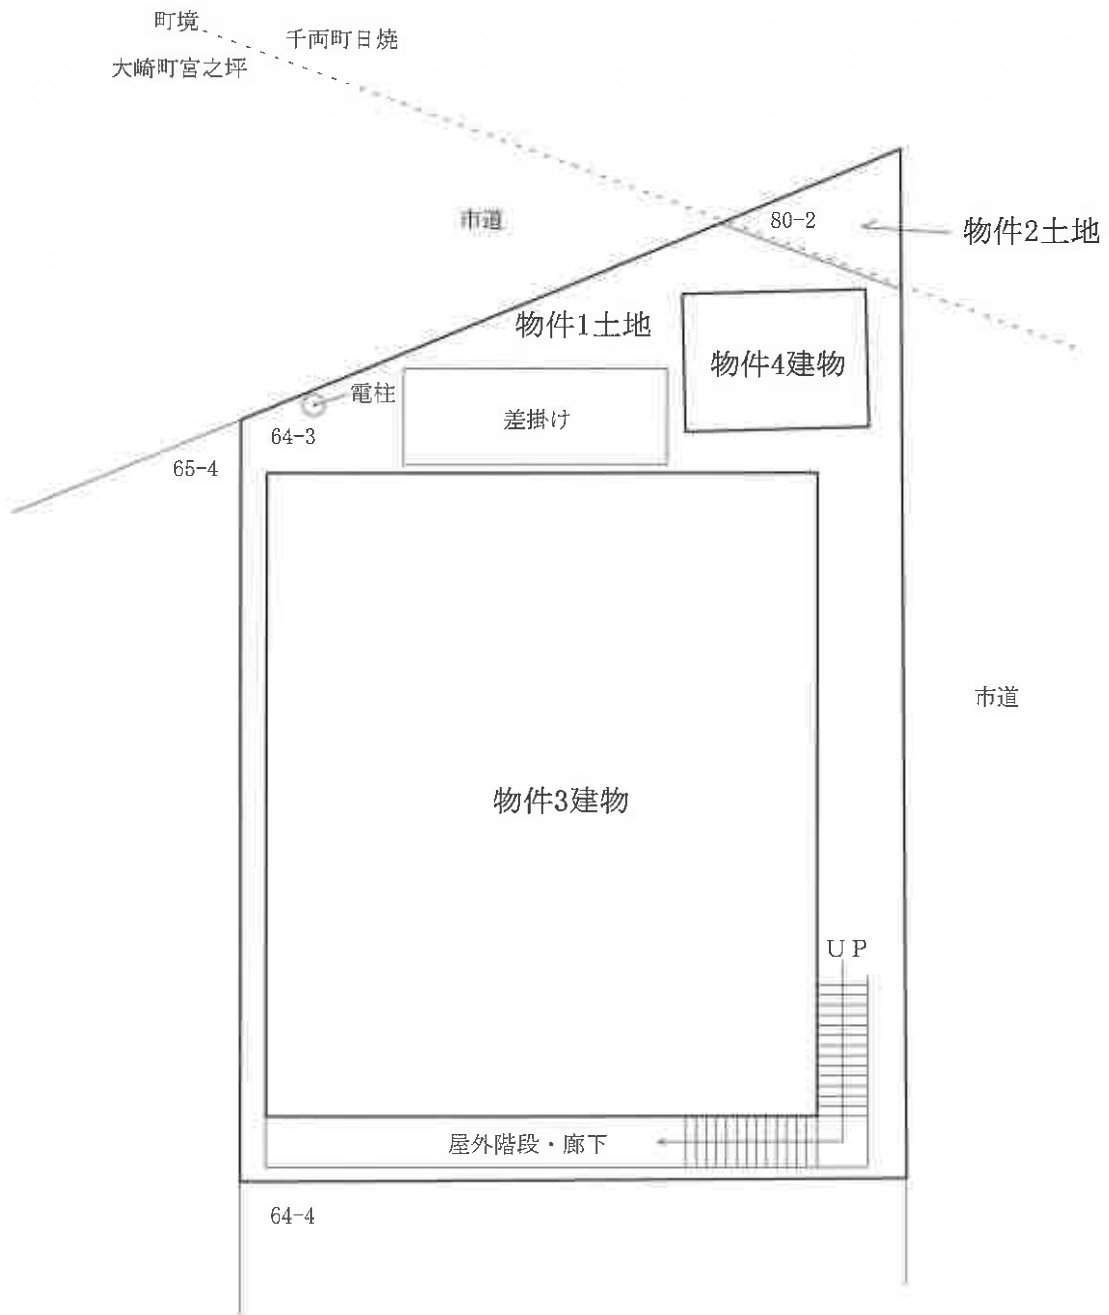 町境
千両町日焼
大崎町宮之坪
市道
80-2
物件2土地
物件1土地
物件4建物
電柱
差掛け
64-3
65-4
市道
物件3建物
UP
屋外階段・廊下
64-4